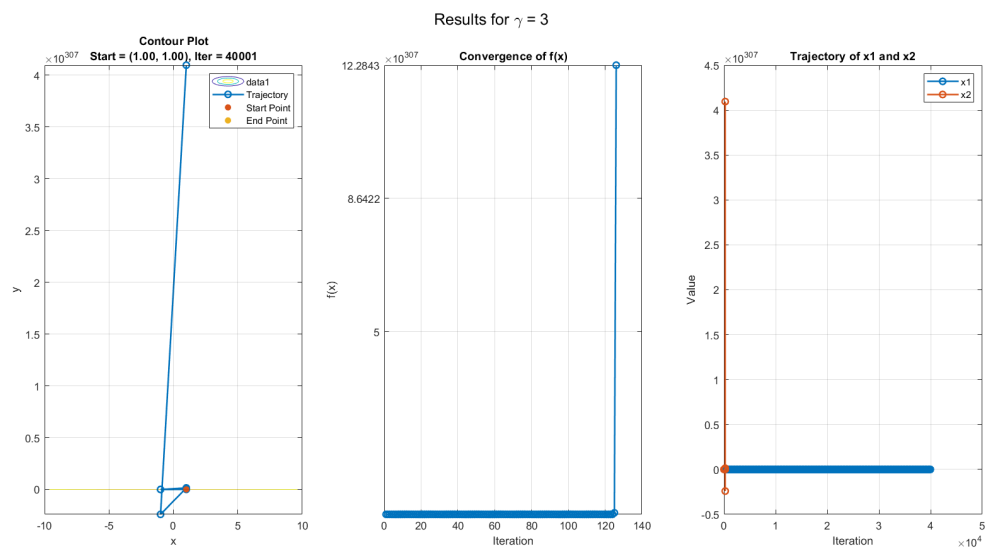 Results for γ = 3
Contour Plot
Start = (1.00, 1.00), Iter = 40001
×10^307
4
3.5
3
2.5
2
1.5
1
0.5
0
-10
-5
0
5
10
x
y
data1
Trajectory
Start Point
End Point
Convergence of f(x)
×10^307
12.2843
8.6422
5
0
20
40
60
80
100
120
140
Iteration
f(x)
Trajectory of x1 and x2
×10^307
4.5
4
3.5
3
2.5
2
1.5
1
0.5
0
-0.5
0
1
2
3
4
5
×10^4
Iteration
Value
x1
x2